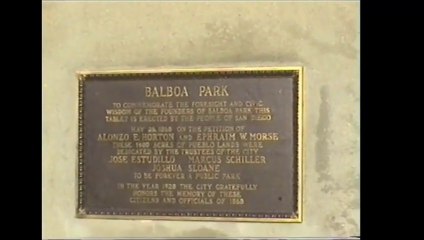 BALBOA PARK
TO COMMEMORATE THE FORESIGHT AND CIVIC
WISDOM OF THE FOUNDERS OF BALBOA PARK THIS
TABLET IS ERECTED BY THE PEOPLE OF SAN DIEGO
MAY 26, 1868 ON THE PETITION OF
ALONZO E. HORTON AND EPHRAIM W. MORSE
THESE 1400 ACRES OF PUEBLO LANDS WERE
DEDICATED BY THE TRUSTEES OF THE CITY
JOSE ESTUDILLO MARCUS SCHILLER
JOSHUA SLOANE
TO BE FOREVER A PUBLIC PARK
IN THE YEAR 1928 THE CITY GRATEFULLY
HONORS THE MEMORY OF THESE
CITIZENS AND OFFICIALS OF 1868